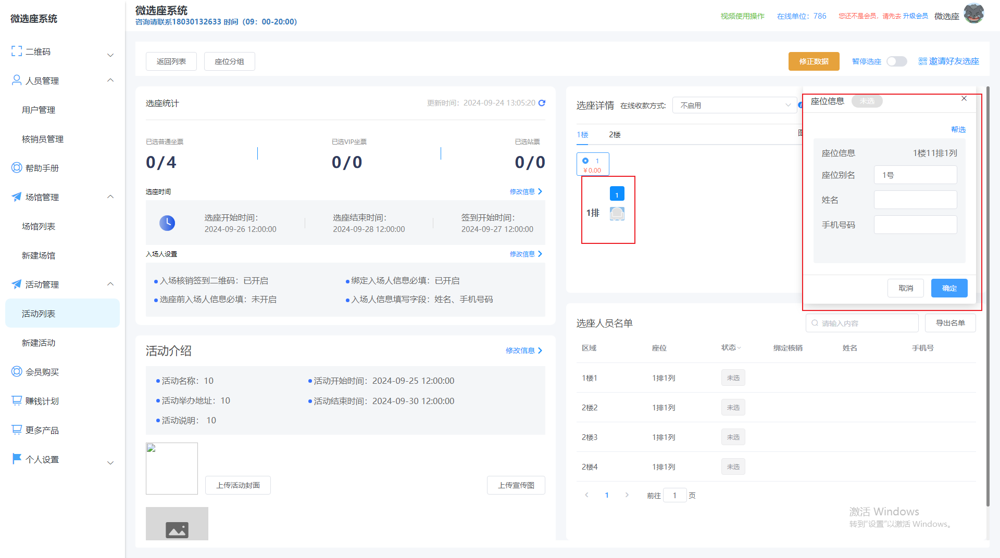 微选座系统
二维码
人员管理
用户管理
核销员管理
帮助手册
场馆管理
场馆列表
新建场馆
活动管理
活动列表
新建活动
会员购买
赚钱计划
更多产品
个人设置
微选座系统
咨询请联系18030132633 时间（09：00-20:00）
视频使用操作 在线单位：786 您还不是会员，请先去 升级会员 微选座
返回列表 座位分组 修正数据 暂停选座 邀请好友选座
选座统计 更新时间：2024-09-24 13:05:20
已选普通坐票 已选VIP坐票 已选站票
0/4 0/0 0/0
选座时间 修改信息
选座开始时间： 选座结束时间： 签到开始时间：
2024-09-26 12:00:00 2024-09-28 12:00:00 2024-09-27 12:00:00
入场人设置 修改信息
入场核销签到二维码：已开启 绑定入场人信息必填：已开启
选座前入场人信息必填：未开启 入场人信息填写字段：姓名、手机号码
活动介绍 修改信息
活动名称：10 活动开始时间：2024-09-25 12:00:00
活动举办地址：10 活动结束时间：2024-09-30 12:00:00
活动说明： 10
上传活动封面 上传宣传图
选座详情 在线收款方式: 不启用
1楼 2楼
1
￥0.00
1
1排
座位信息 未选
帮选
座位信息 1楼11排1列
座位别名 1号
姓名
手机号码
取消 确定
选座人员名单 请输入内容 导出名单
区域 座位 状态 绑定核销 姓名 手机号
1楼1 1排1列 未选
2楼2 1排1列 未选
2楼3 1排1列 未选
2楼4 1排1列 未选
1 前往 1 页
激活 Windows
转到“设置”以激活 Windows。